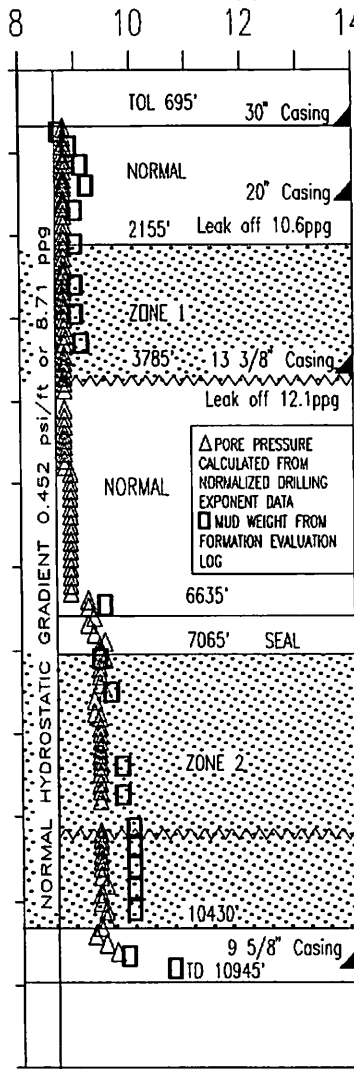 8 10 12 14
TOL 695'
30" Casing
NORMAL
20" Casing
2155' Leak off 10.6ppg
ZONE 1
3785' 13 3/8" Casing
Leak off 12.1ppg
△ PORE PRESSURE
CALCULATED FROM
NORMALIZED DRILLING
EXPONENT DATA
▯ MUD WEIGHT FROM
FORMATION EVALUATION
LOG
NORMAL
6635'
7065' SEAL
ZONE 2
10430'
9 5/8" Casing
TD 10945'
NORMAL HYDROSTATIC GRADIENT 0.452 psi/ft or 8.71 ppg